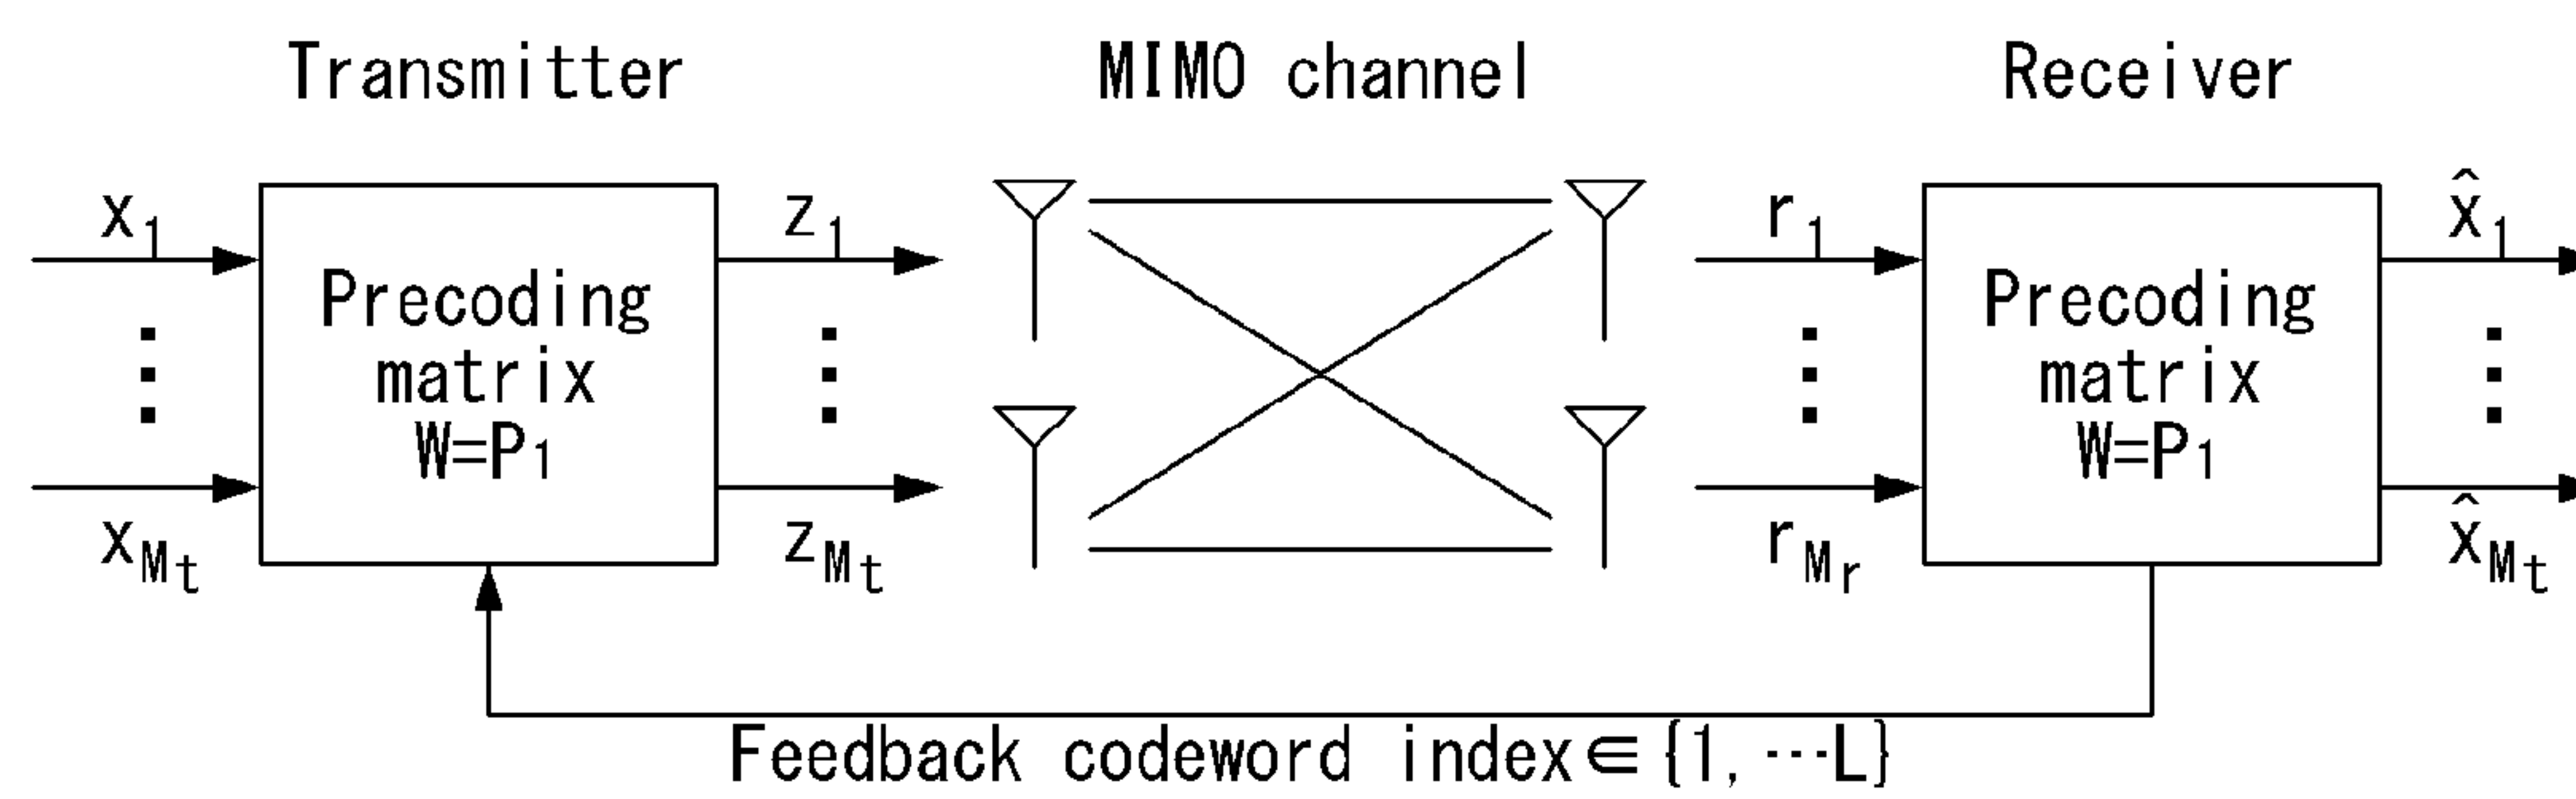 Transmitter
MIMO channel
Receiver
x1
z1
r1
x̂1
Precoding
matrix
W=P1
Precoding
matrix
W=P1
xMt
zMt
rMr
x̂Mt
Feedback codeword index∈{1, ···L}